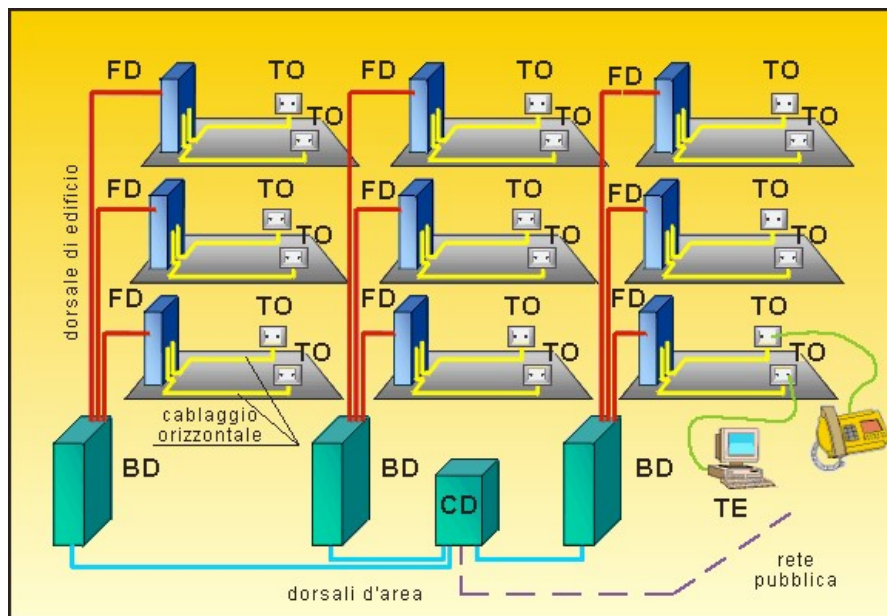 FD TO FD TO FD TO
TO TO TO
dorsale di edificio
FD TO FD TO FD TO
TO TO TO
FD TO FD TO FD TO
TO TO TO
cablaggio
orizzontale
BD BD BD
CD
TE
dorsali d'area
rete
pubblica